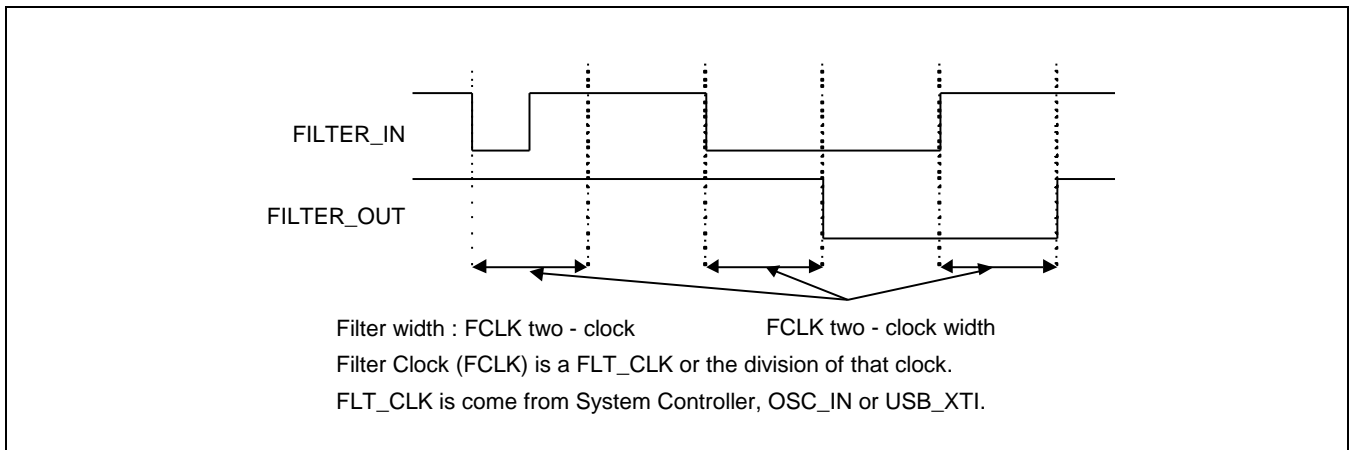 FILTER_IN
FILTER_OUT
Filter width : FCLK two - clock
FCLK two - clock width
Filter Clock (FCLK) is a FLT_CLK or the division of that clock.
FLT_CLK is come from System Controller, OSC_IN or USB_XTI.